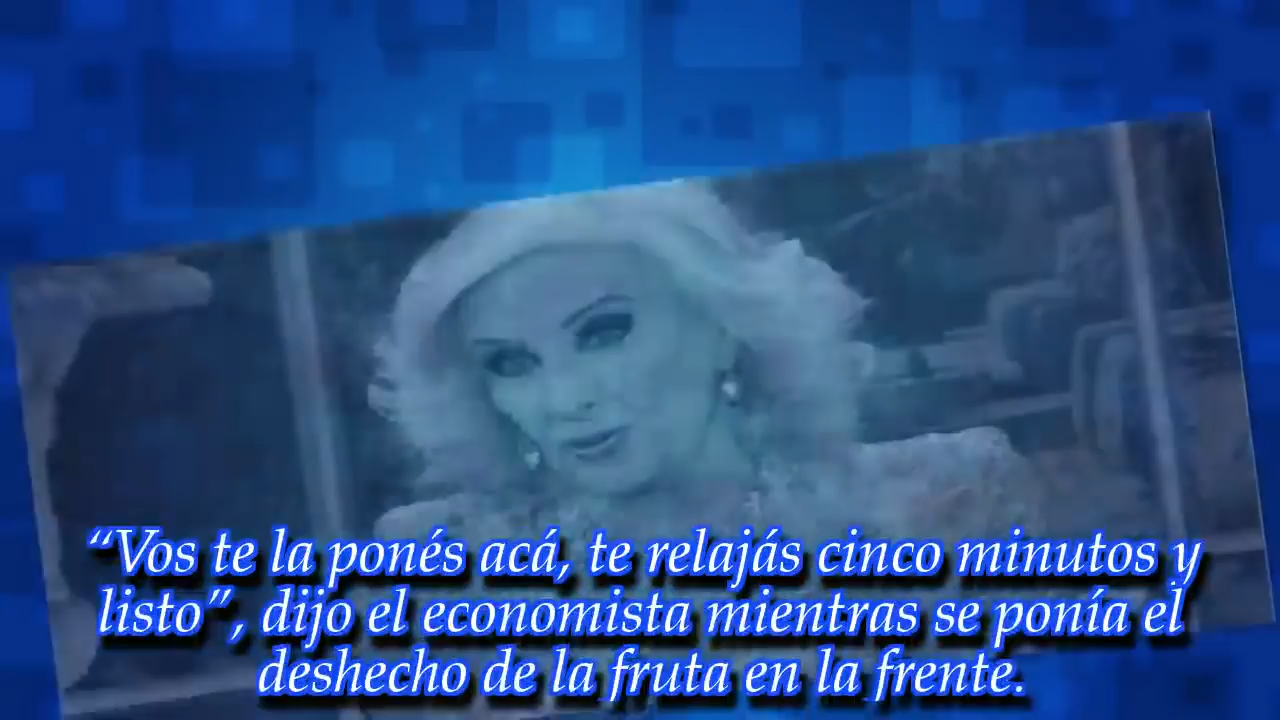 “Vos te la ponés acá, te relajás cinco minutos y
listo”, dijo el economista mientras se ponía el
deshecho de la fruta en la frente.